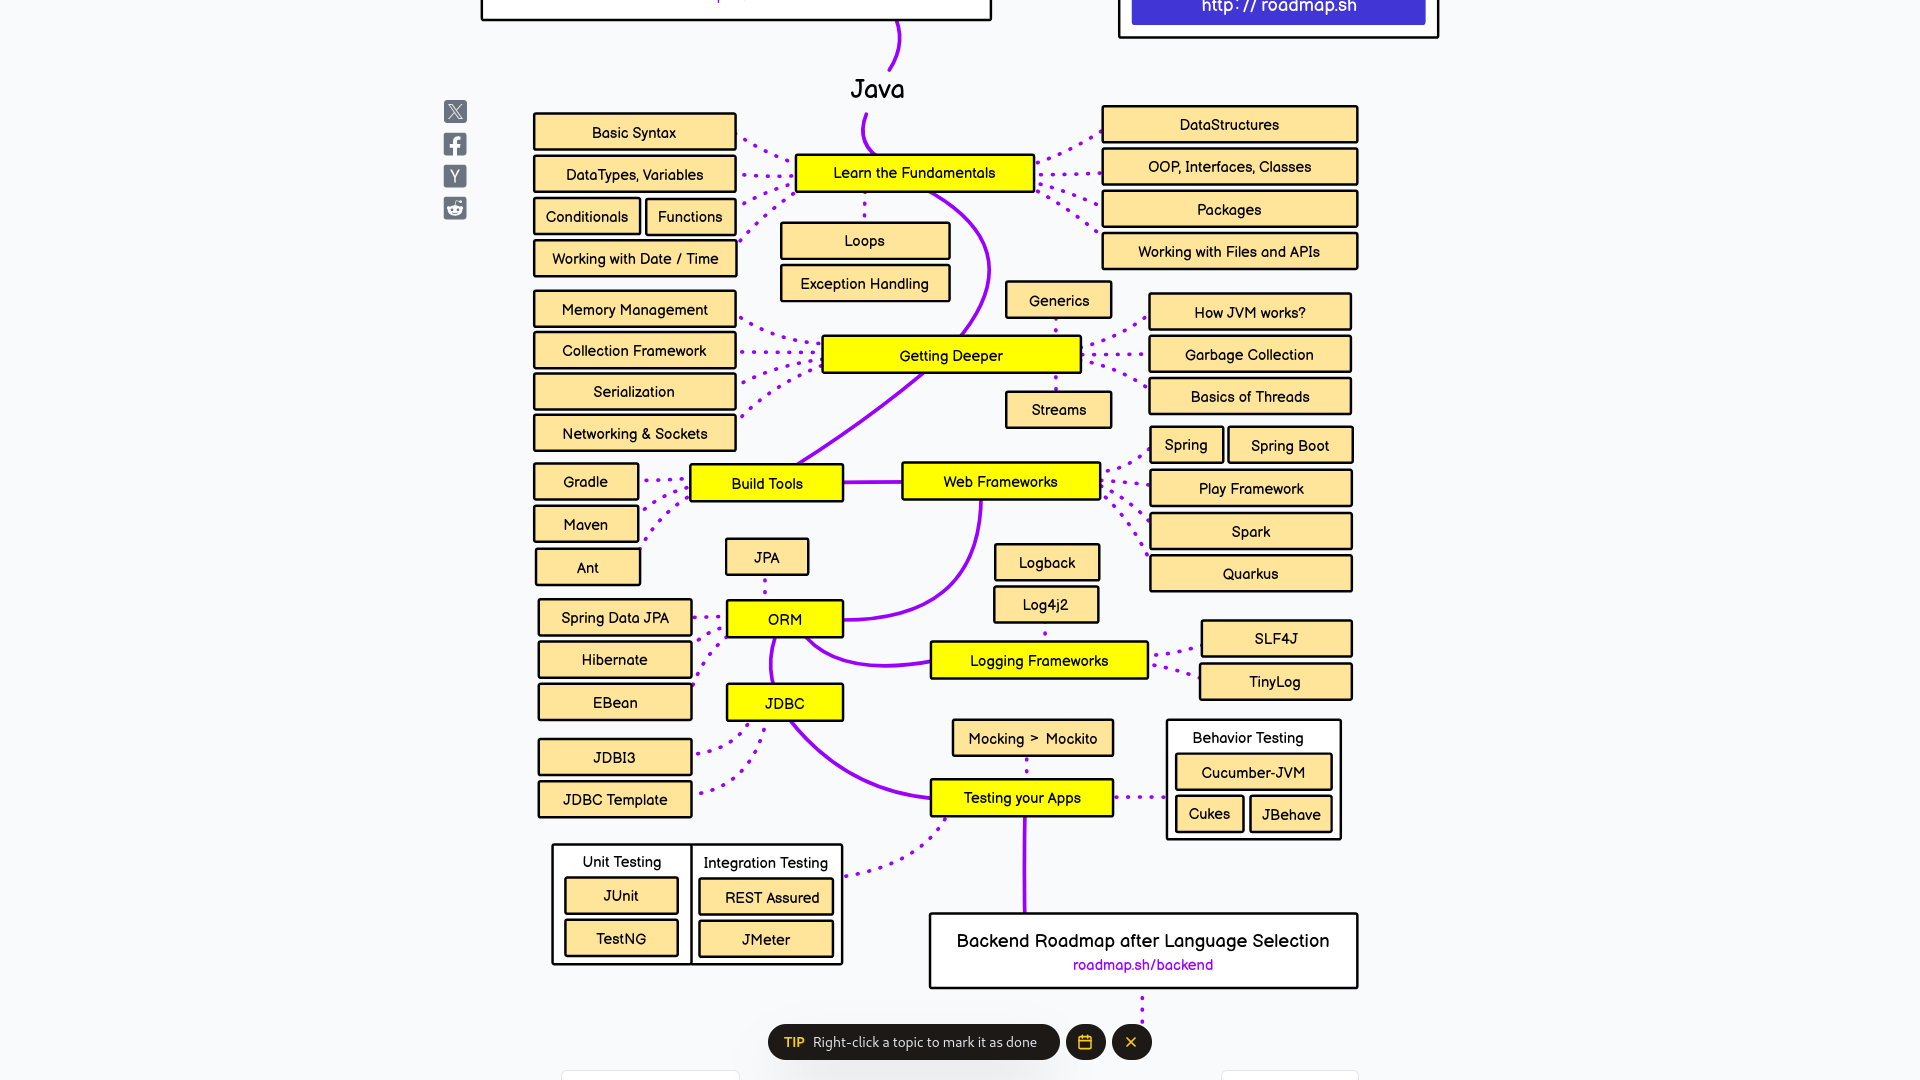 http://roadmap.sh
Java
Basic Syntax
DataTypes, Variables
Conditionals
Functions
Working with Date / Time
Learn the Fundamentals
Loops
Exception Handling
DataStructures
OOP, Interfaces, Classes
Packages
Working with Files and APIs
Memory Management
Collection Framework
Serialization
Networking & Sockets
Generics
Getting Deeper
Streams
How JVM works?
Garbage Collection
Basics of Threads
Gradle
Maven
Ant
Build Tools
Web Frameworks
Spring
Spring Boot
Play Framework
Spark
Quarkus
JPA
Spring Data JPA
Hibernate
EBean
ORM
Logback
Log4j2
Logging Frameworks
SLF4J
TinyLog
JDBC
JDBI3
JDBC Template
Mocking > Mockito
Testing your Apps
Behavior Testing
Cucumber-JVM
Cukes
JBehave
Unit Testing
JUnit
TestNG
Integration Testing
REST Assured
JMeter
Backend Roadmap after Language Selection
roadmap.sh/backend
TIP Right-click a topic to mark it as done